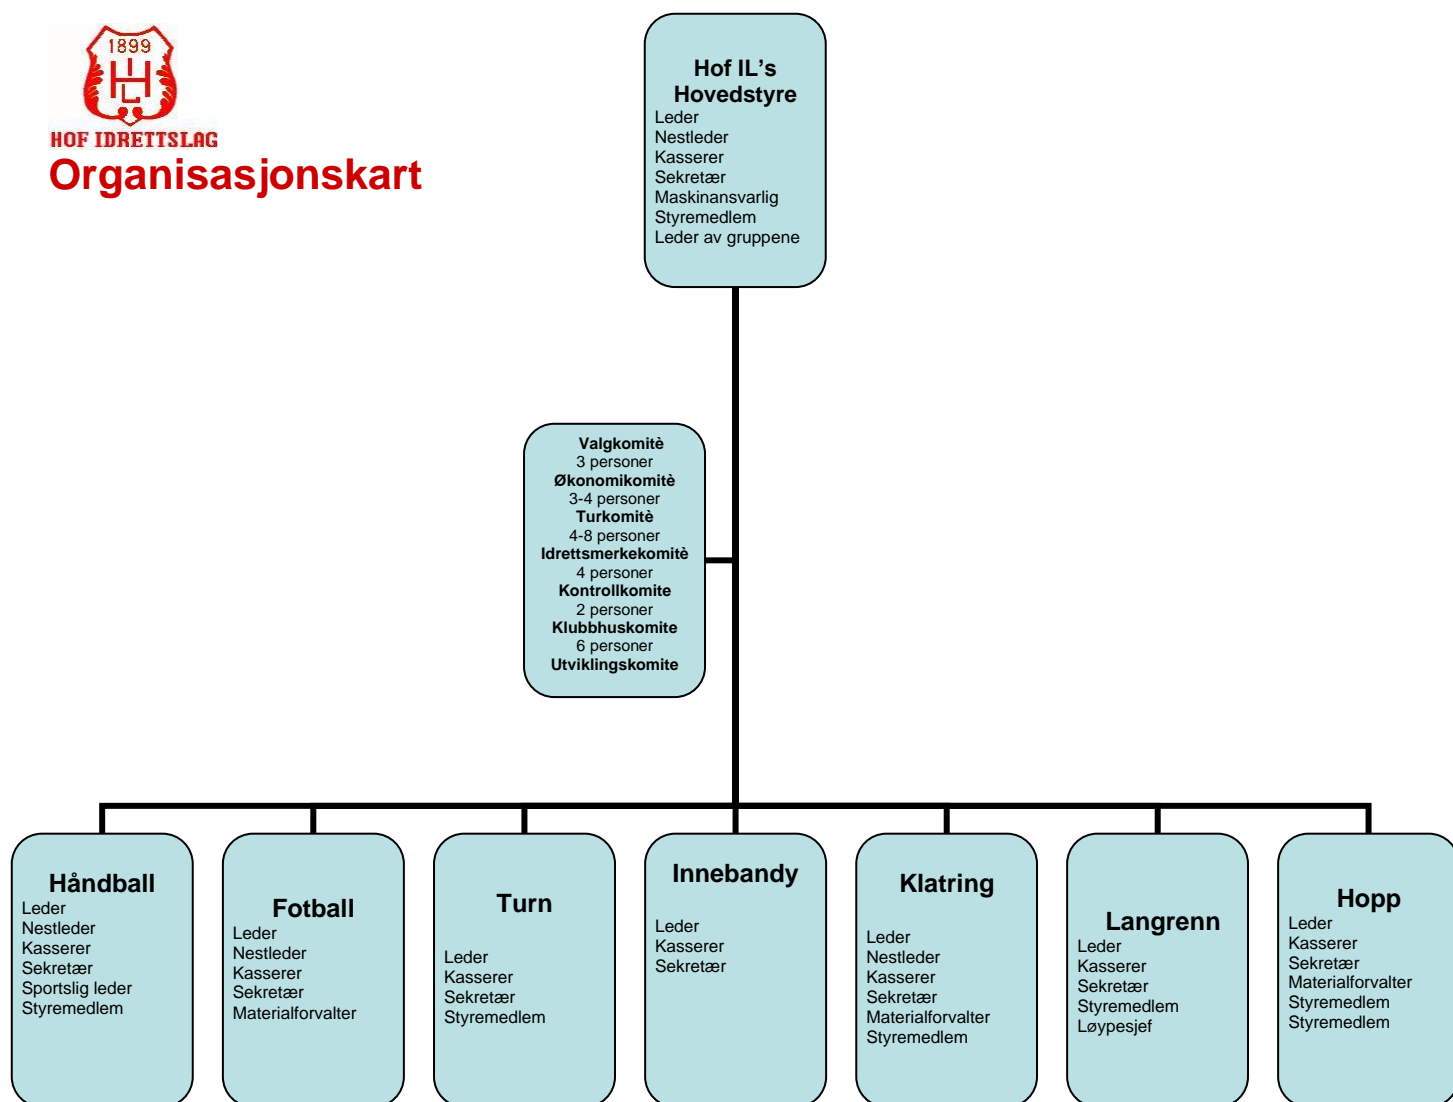 1899
HIL
HOF IDRETTSLAG
Organisasjonskart
Hof IL's
Hovedstyre
Leder
Nestleder
Kasserer
Sekretær
Maskinansvarlig
Styremedlem
Leder av gruppene
Valgkomitè
3 personer
Økonomikomitè
3-4 personer
Turkomitè
4-8 personer
Idrettsmerkekomitè
4 personer
Kontrollkomite
2 personer
Klubbhuskomite
6 personer
Utviklingskomite
Håndball
Leder
Nestleder
Kasserer
Sekretær
Sportslig leder
Styremedlem
Fotball
Leder
Nestleder
Kasserer
Sekretær
Materialforvalter
Turn
Leder
Kasserer
Sekretær
Styremedlem
Innebandy
Leder
Kasserer
Sekretær
Klatring
Leder
Nestleder
Kasserer
Sekretær
Materialforvalter
Styremedlem
Langrenn
Leder
Kasserer
Sekretær
Styremedlem
Løypesjef
Hopp
Leder
Kasserer
Sekretær
Materialforvalter
Styremedlem
Styremedlem